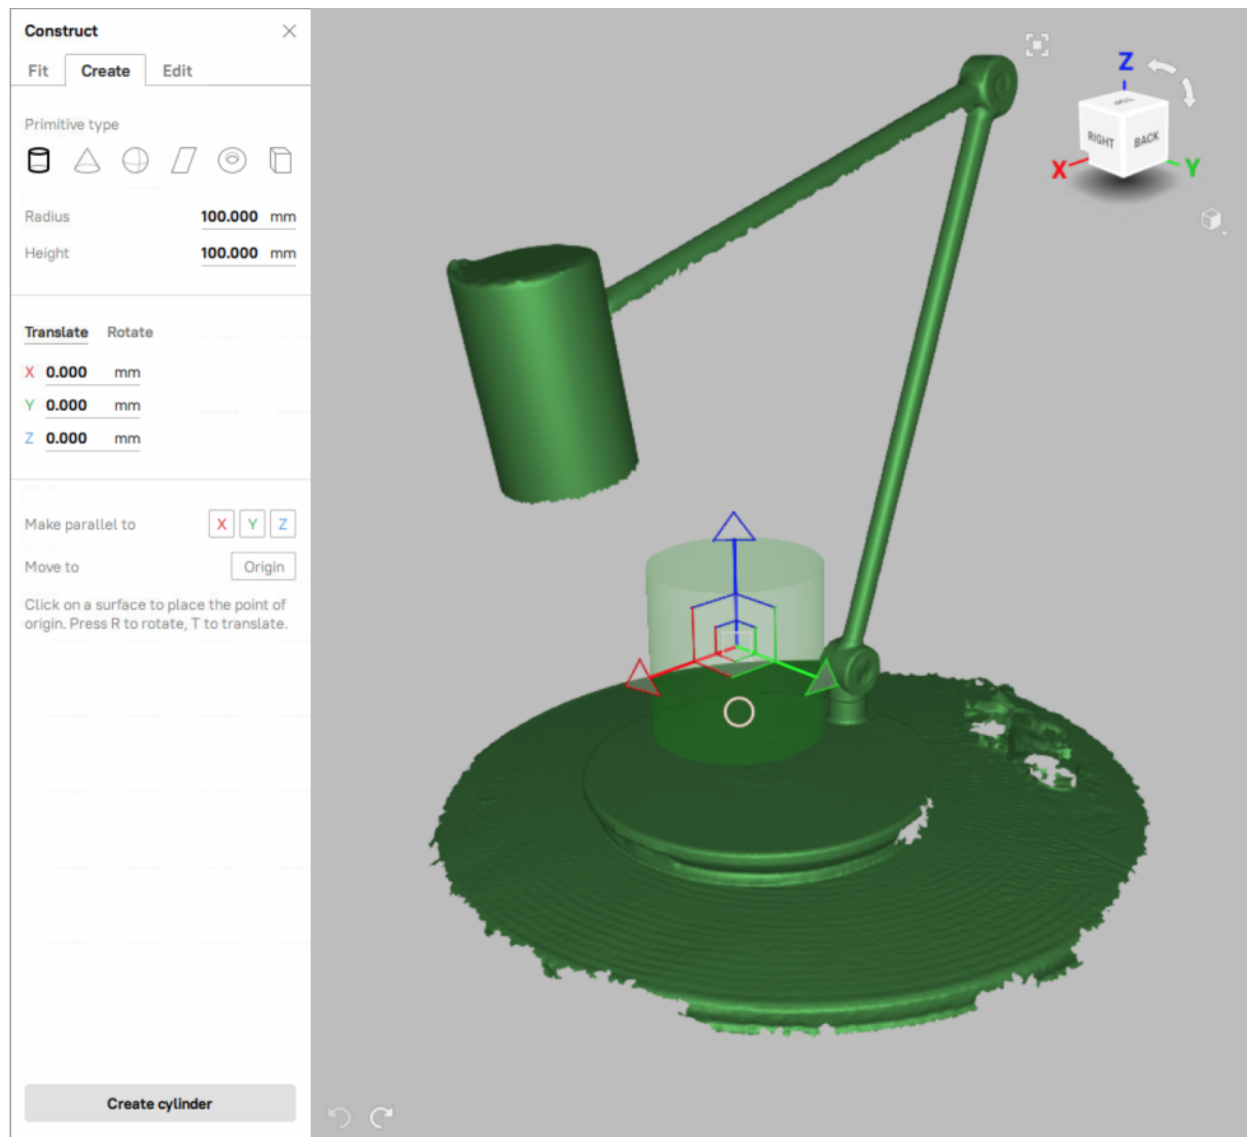 Construct
Fit Create Edit
Primitive type
Radius 100.000 mm
Height 100.000 mm
Translate Rotate
X 0.000 mm
Y 0.000 mm
Z 0.000 mm
Make parallel to X Y Z
Move to Origin
Click on a surface to place the point of
origin. Press R to rotate, T to translate.
Create cylinder
Z
TOP
RIGHT BACK
X Y